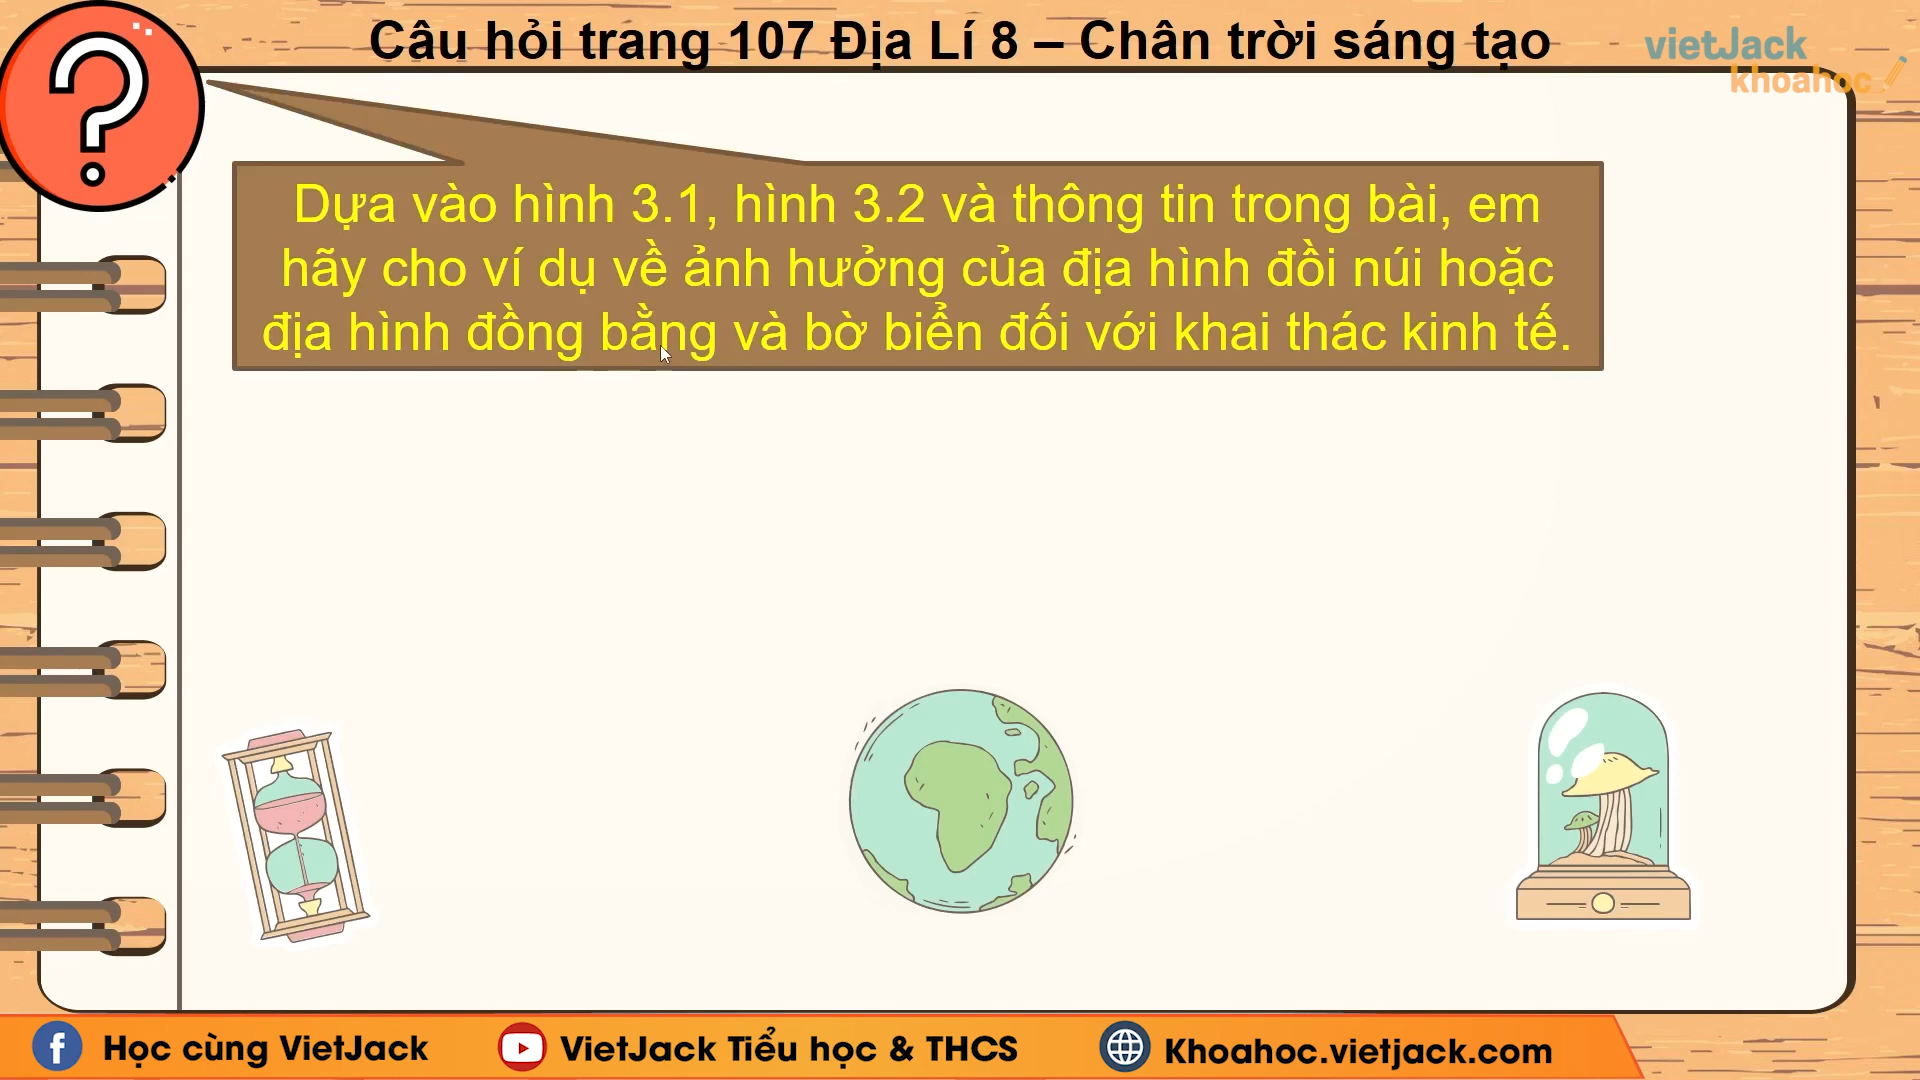 Câu hỏi trang 107 Địa Lí 8 – Chân trời sáng tạo
vietJack
khoahoc
Dựa vào hình 3.1, hình 3.2 và thông tin trong bài, em
hãy cho ví dụ về ảnh hưởng của địa hình đồi núi hoặc
địa hình đồng bằng và bờ biển đối với khai thác kinh tế.
Học cùng VietJack
VietJack Tiểu học & THCS
Khoahoc.vietjack.com